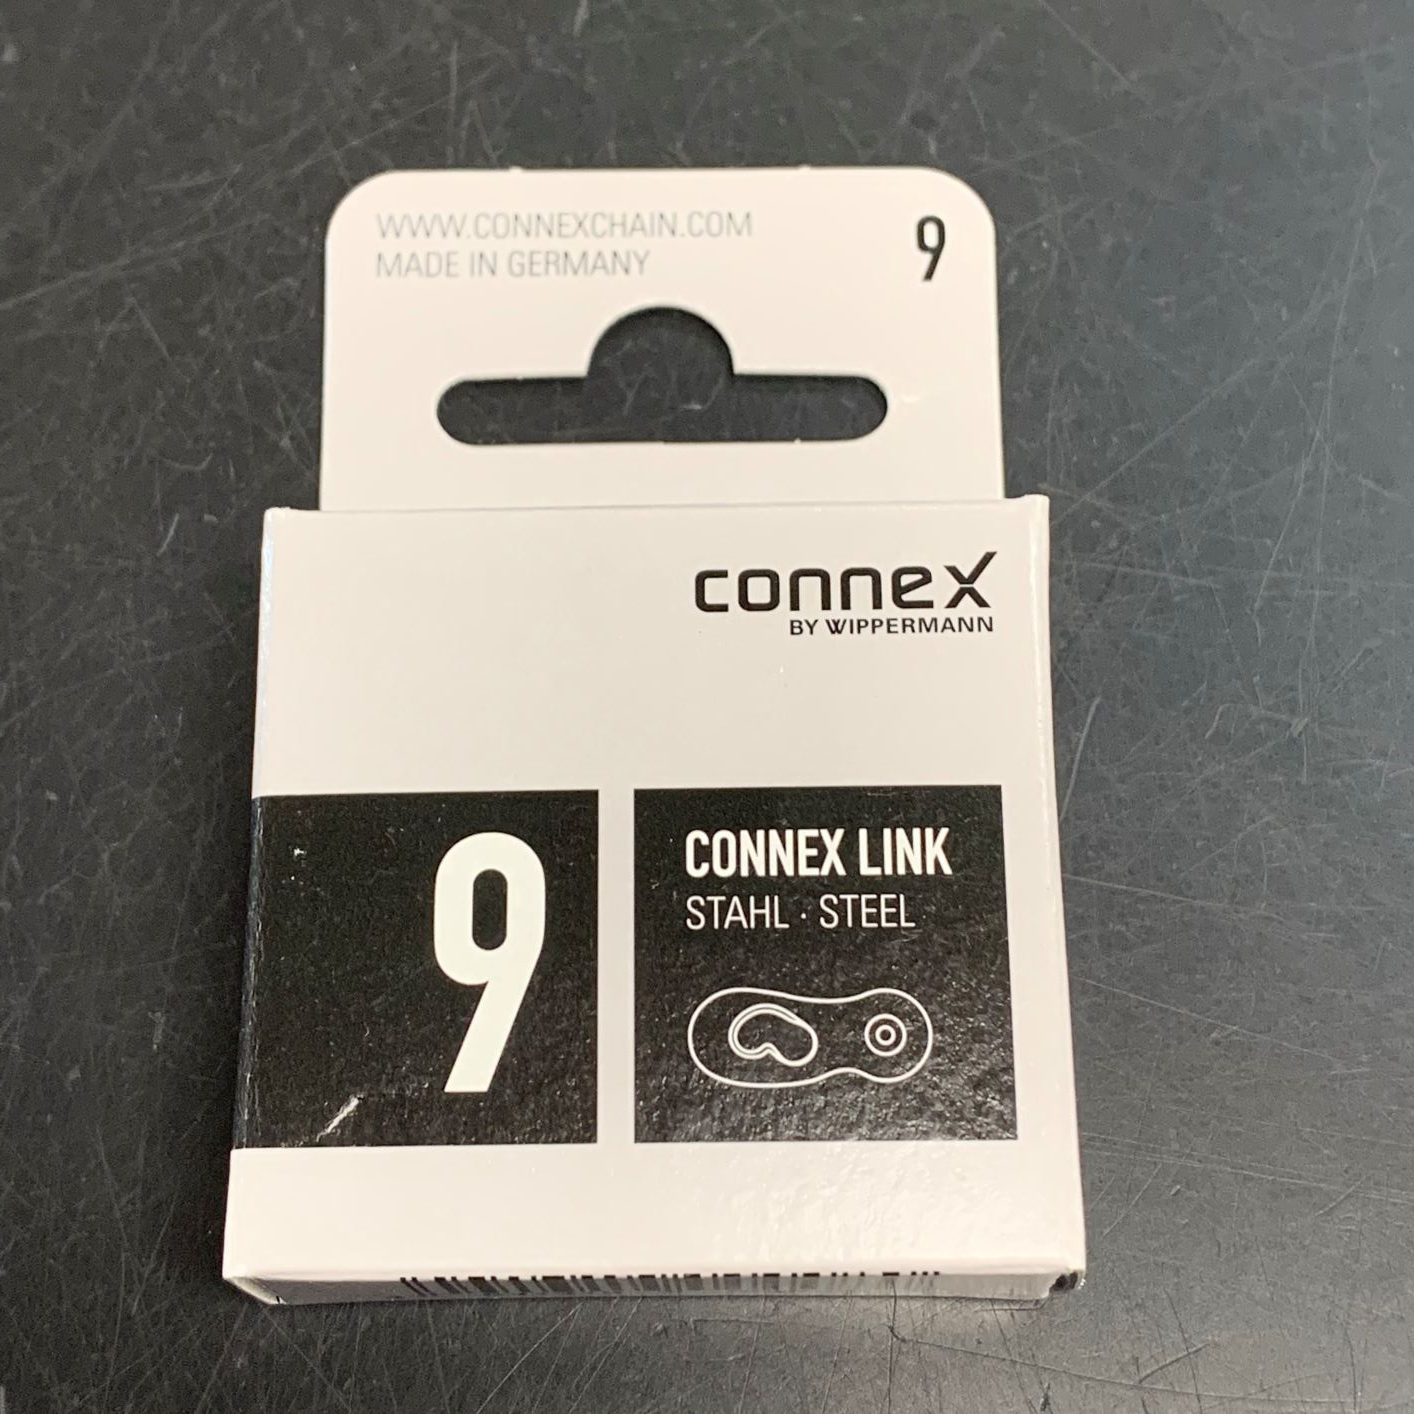 WWW.CONNEXCHAIN.COM
MADE IN GERMANY
9
connex
BY WIPPERMANN
9
CONNEX LINK
STAHL · STEEL